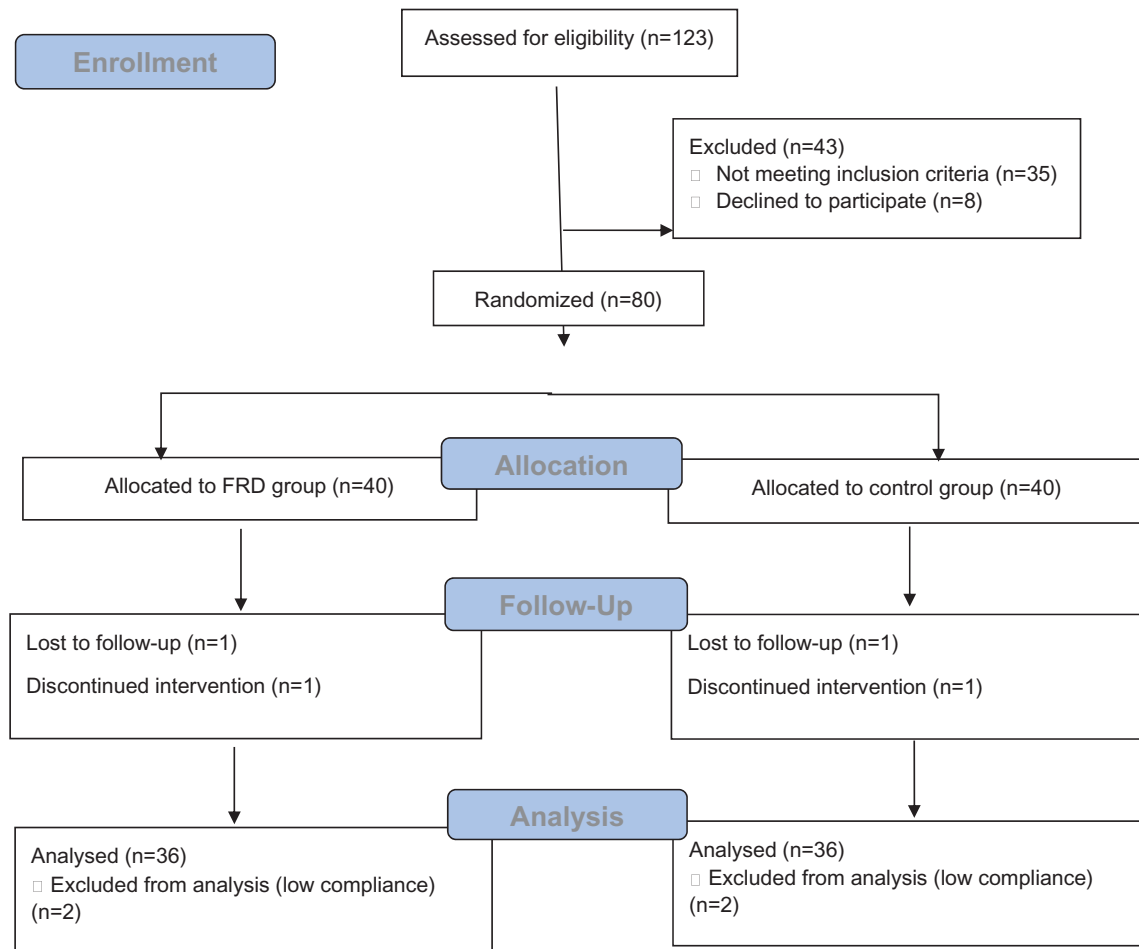 Assessed for eligibility (n=123)
Enrollment
Excluded (n=43)
□ Not meeting inclusion criteria (n=35)
□ Declined to participate (n=8)
Randomized (n=80)
Allocation
Allocated to FRD group (n=40)
Allocated to control group (n=40)
Follow-Up
Lost to follow-up (n=1)
Discontinued intervention (n=1)
Lost to follow-up (n=1)
Discontinued intervention (n=1)
Analysis
Analysed (n=36)
□ Excluded from analysis (low compliance)
(n=2)
Analysed (n=36)
□ Excluded from analysis (low compliance)
(n=2)